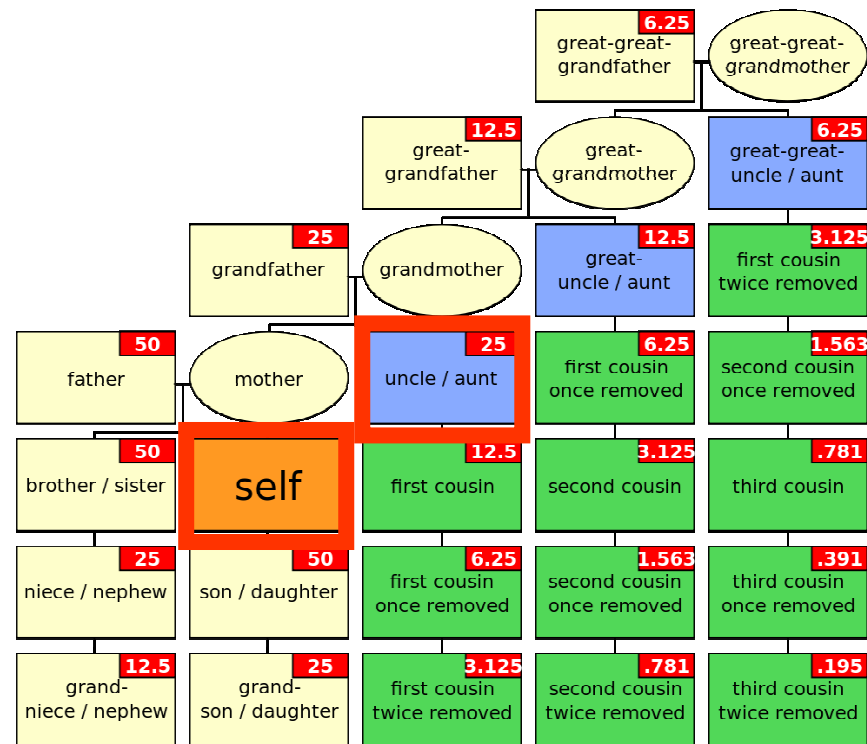 6.25
great-great-
grandfather
great-great-
grandmother
12.5
great-
grandfather
great-
grandmother
6.25
great-great-
uncle / aunt
25
grandfather
grandmother
12.5
great-
uncle / aunt
3.125
first cousin
twice removed
50
father
mother
25
uncle / aunt
6.25
first cousin
once removed
1.563
second cousin
once removed
50
brother / sister
self
12.5
first cousin
3.125
second cousin
.781
third cousin
25
niece / nephew
50
son / daughter
6.25
first cousin
once removed
1.563
second cousin
once removed
.391
third cousin
once removed
12.5
grand-
niece / nephew
25
grand-
son / daughter
3.125
first cousin
twice removed
.781
second cousin
twice removed
.195
third cousin
twice removed